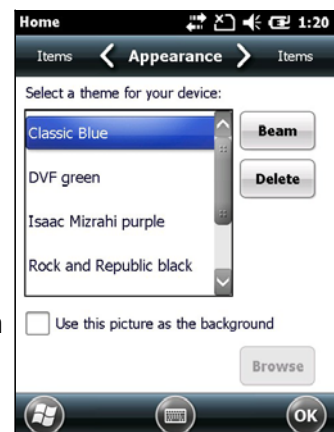 Home 1:20
Items Appearance Items
Select a theme for your device:
Classic Blue
Beam
DVF green
Delete
Isaac Mizrahi purple
Rock and Republic black
Use this picture as the background
Browse
OK